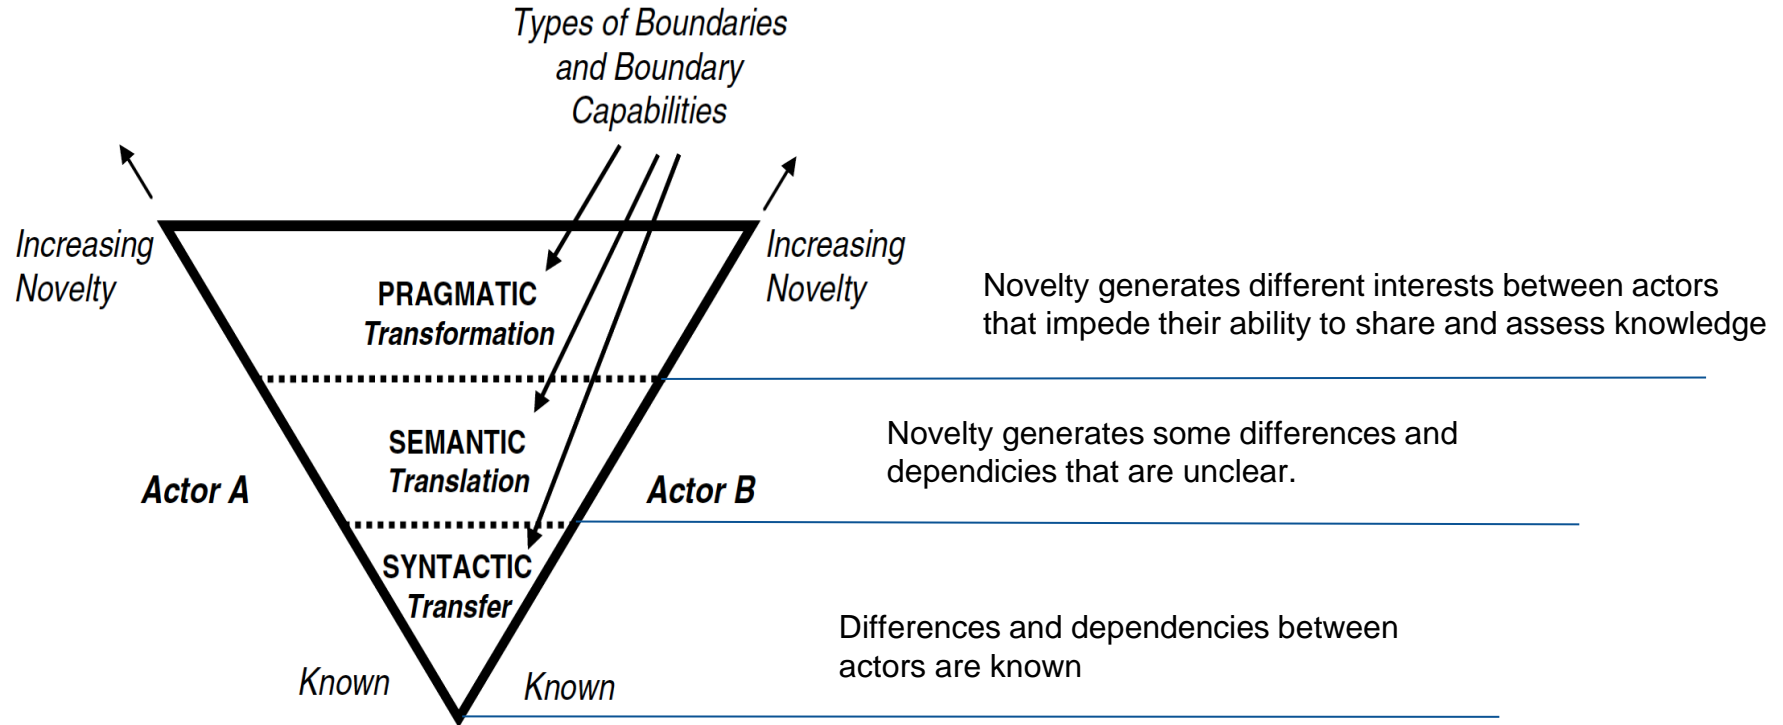 Types of Boundaries
and Boundary
Capabilities
Increasing
Novelty
Increasing
Novelty
PRAGMATIC
Transformation
Novelty generates different interests between actors
that impede their ability to share and assess knowledge
SEMANTIC
Translation
Novelty generates some differences and
dependicies that are unclear.
Actor A
Actor B
SYNTACTIC
Transfer
Differences and dependencies between
actors are known
Known
Known